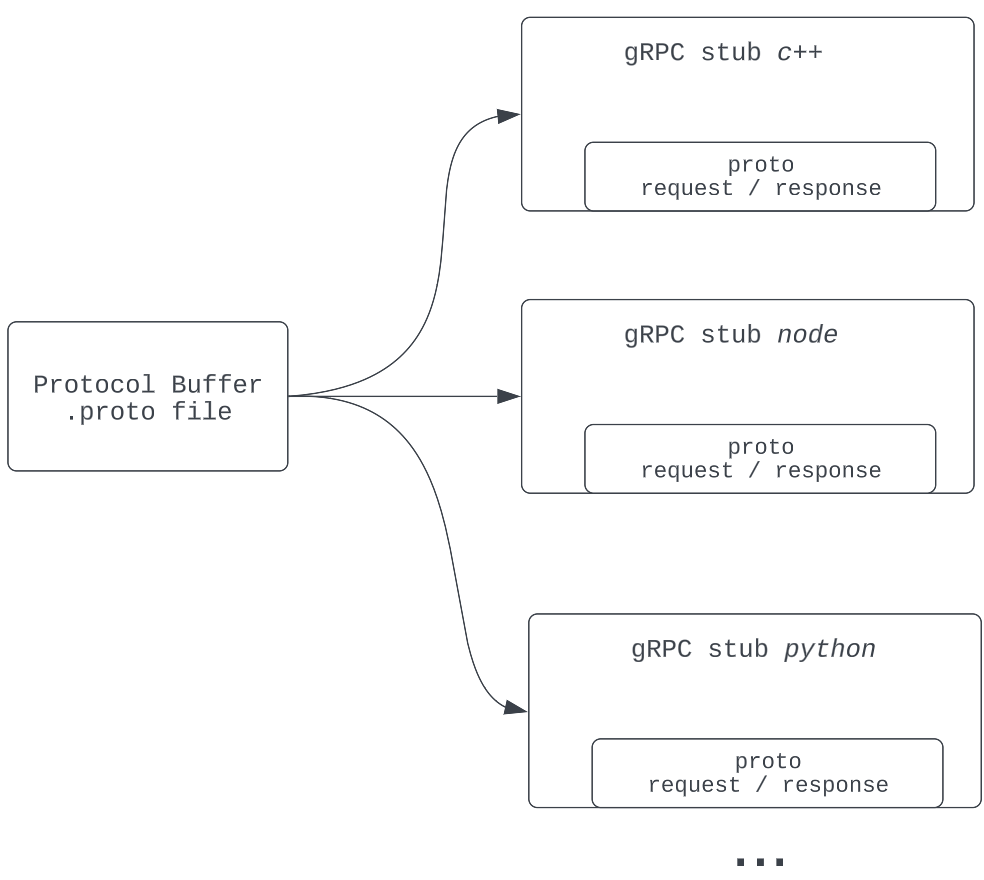 gRPC stub c++
proto
request / response
Protocol Buffer
.proto file
gRPC stub node
proto
request / response
gRPC stub python
proto
request / response
...